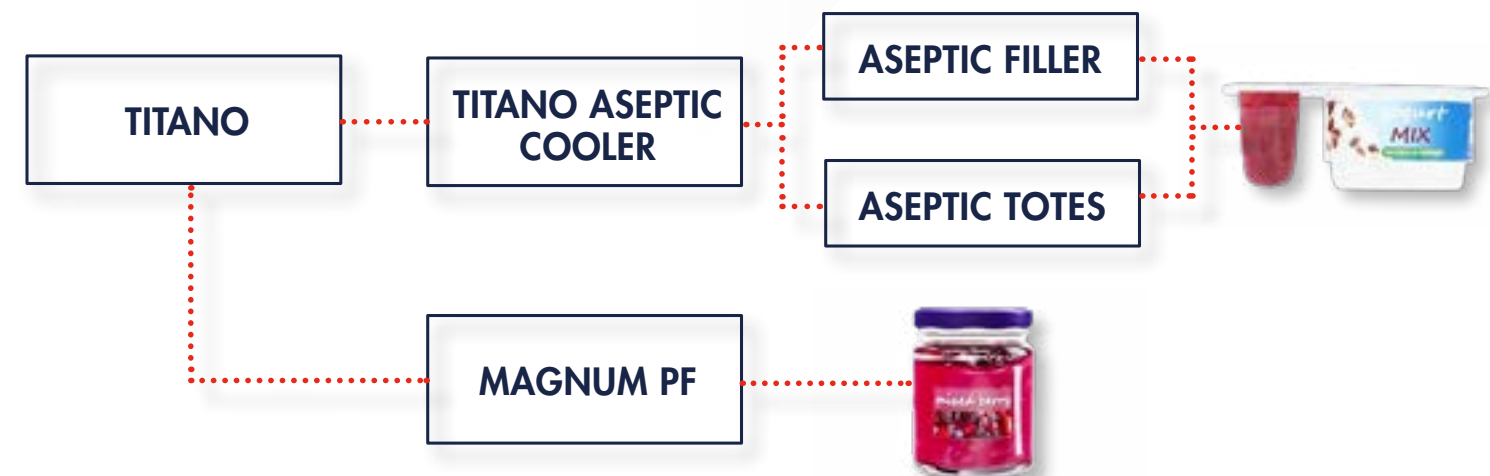 TITANO
TITANO ASEPTIC
COOLER
ASEPTIC FILLER
ASEPTIC TOTES
MIX
MAGNUM PF
mixed berry